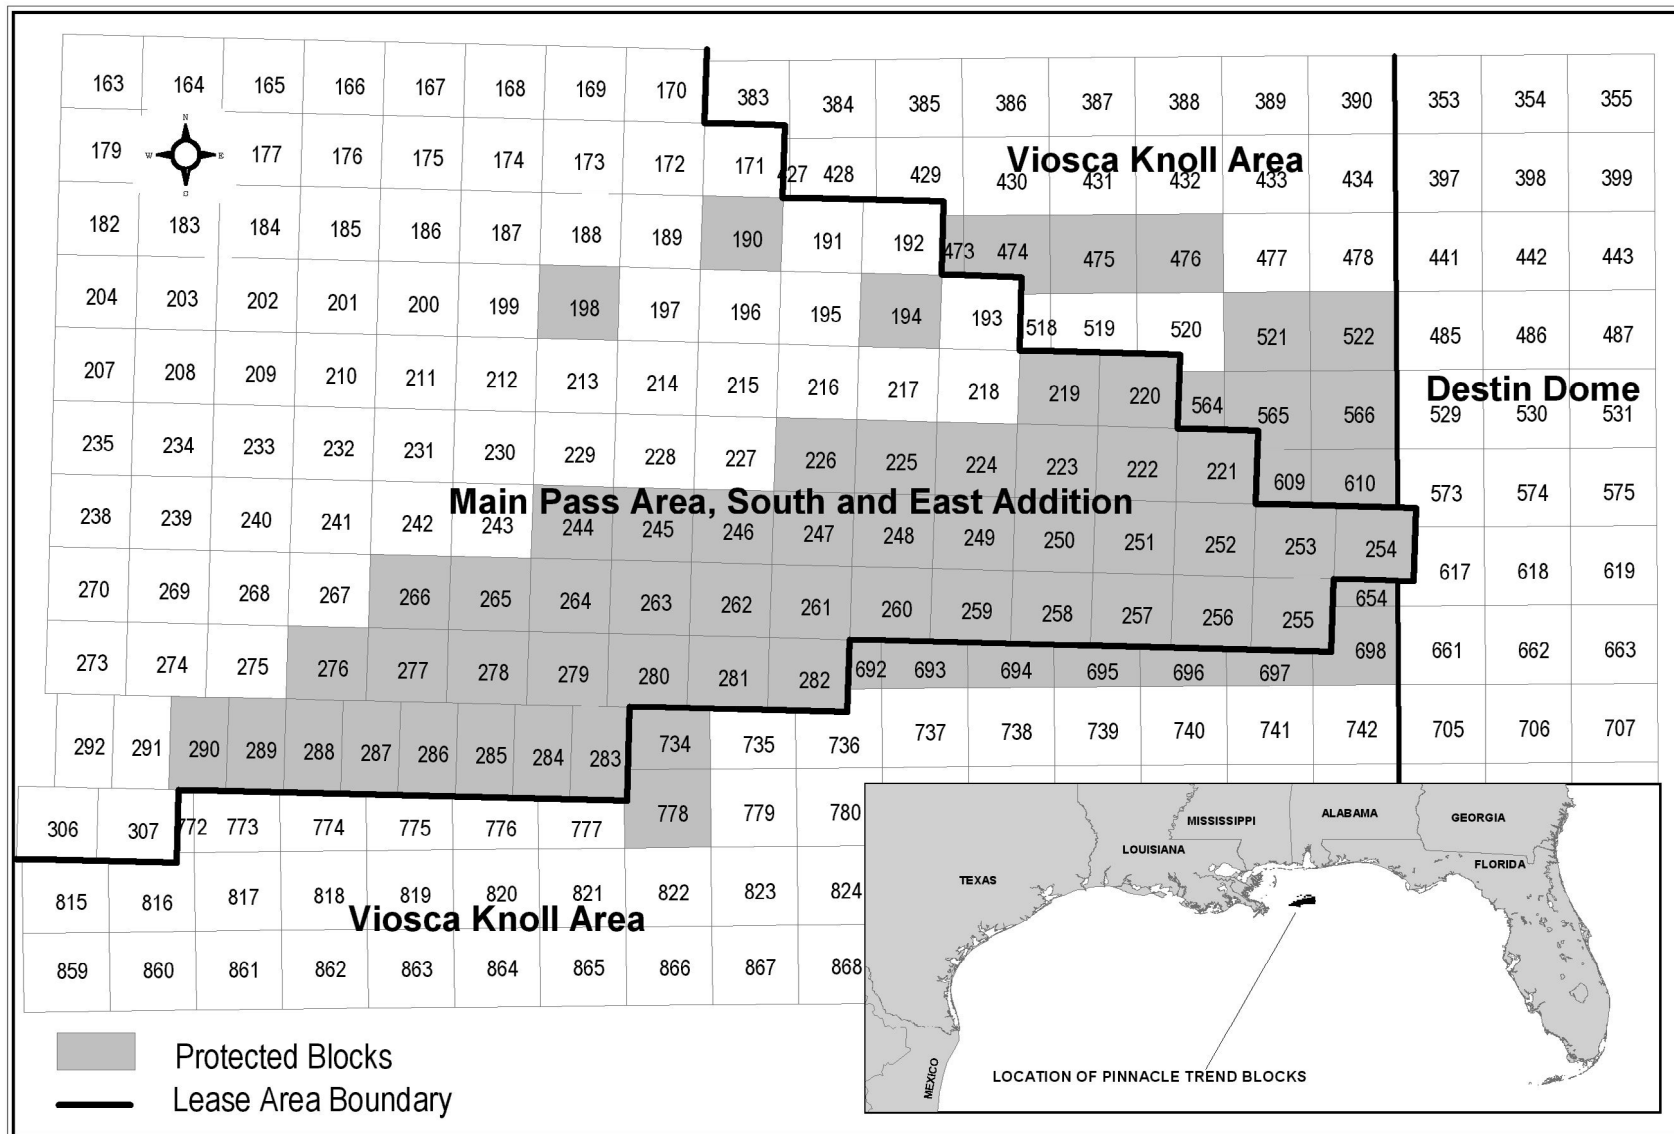 163 164 165 166 167 168 169 170 383 384 385 386 387 388 389 390 353 354 355
N
W E
179 177 176 175 174 173 172 171 427 428 429 430 431 432 433 434 397 398 399
Viosca Knoll Area
182 183 184 185 186 187 188 189 190 191 192 473 474 475 476 477 478 441 442 443
204 203 202 201 200 199 198 197 196 195 194 193 518 519 520 521 522 485 486 487
207 208 209 210 211 212 213 214 215 216 217 218 219 220 564 565 566 529 530 531
Destin Dome
235 234 233 232 231 230 229 228 227 226 225 224 223 222 221 609 610 573 574 575
Main Pass Area, South and East Addition
238 239 240 241 242 243 244 245 246 247 248 249 250 251 252 253 254 617 618 619
270 269 268 267 266 265 264 263 262 261 260 259 258 257 256 255 654
273 274 275 276 277 278 279 280 281 282 692 693 694 695 696 697 698 661 662 663
292 291 290 289 288 287 286 285 284 283 734 735 736 737 738 739 740 741 742 705 706 707
306 307 772 773 774 775 776 777 778 779 780
815 816 817 818 819 820 821 822 823 824
Viosca Knoll Area
859 860 861 862 863 864 865 866 867 868
Protected Blocks
Lease Area Boundary
MISSISSIPPI ALABAMA GEORGIA
LOUISIANA FLORIDA
TEXAS
MEXICO
LOCATION OF PINNACLE TREND BLOCKS